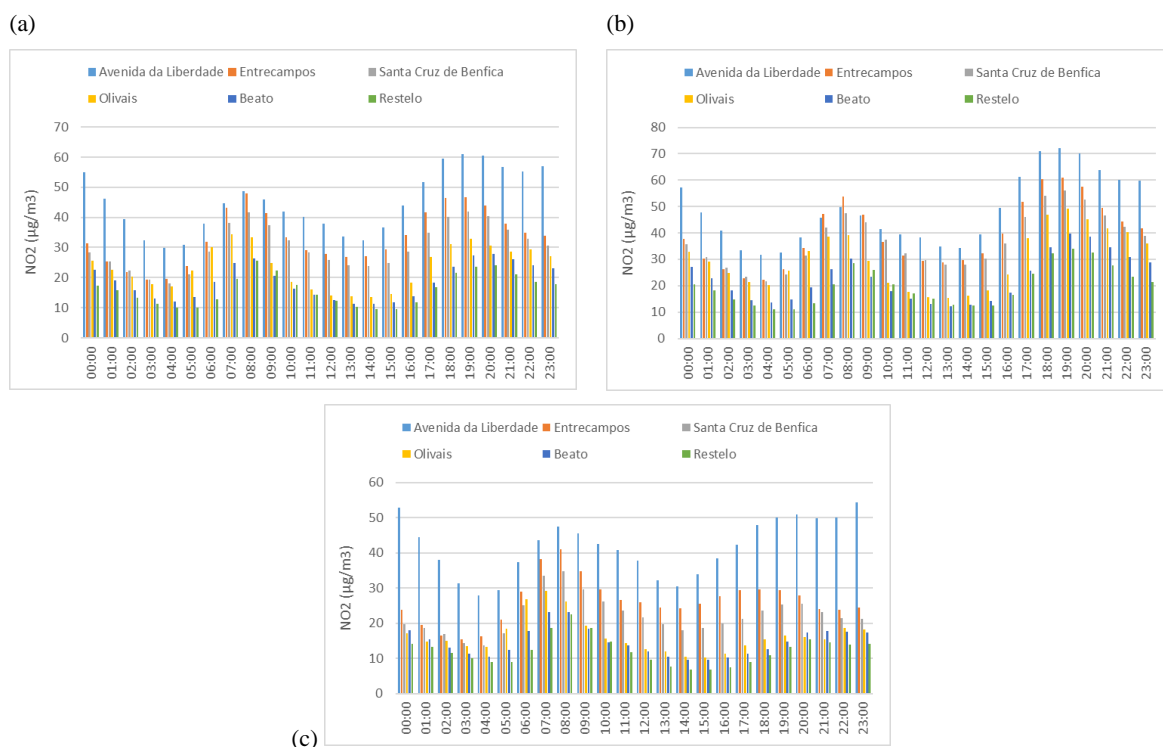 (a)
(b)
Avenida da Liberdade Entrecampos Santa Cruz de Benfica
Olivais Beato Restelo
70
60
50
40
30
20
10
0
NO2 (µg/m3)
00:00 01:00 02:00 03:00 04:00 05:00 06:00 07:00 08:00 09:00 10:00 11:00 12:00 13:00 14:00 15:00 16:00 17:00 18:00 19:00 20:00 21:00 22:00 23:00
Avenida da Liberdade Entrecampos Santa Cruz de Benfica
Olivais Beato Restelo
80
70
60
50
40
30
20
10
0
NO2 (µg/m3)
00:00 01:00 02:00 03:00 04:00 05:00 06:00 07:00 08:00 09:00 10:00 11:00 12:00 13:00 14:00 15:00 16:00 17:00 18:00 19:00 20:00 21:00 22:00 23:00
Avenida da Liberdade Entrecampos Santa Cruz de Benfica
Olivais Beato Restelo
60
50
40
30
20
10
0
NO2 (µg/m3)
00:00 01:00 02:00 03:00 04:00 05:00 06:00 07:00 08:00 09:00 10:00 11:00 12:00 13:00 14:00 15:00 16:00 17:00 18:00 19:00 20:00 21:00 22:00 23:00
(c)